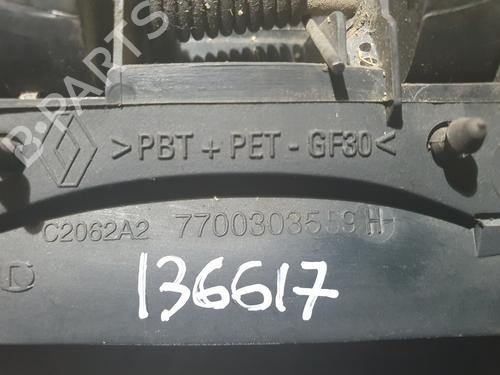 B-PARTS
>PBT + PET - GF30<
C2062A2 7700303559 H
136617